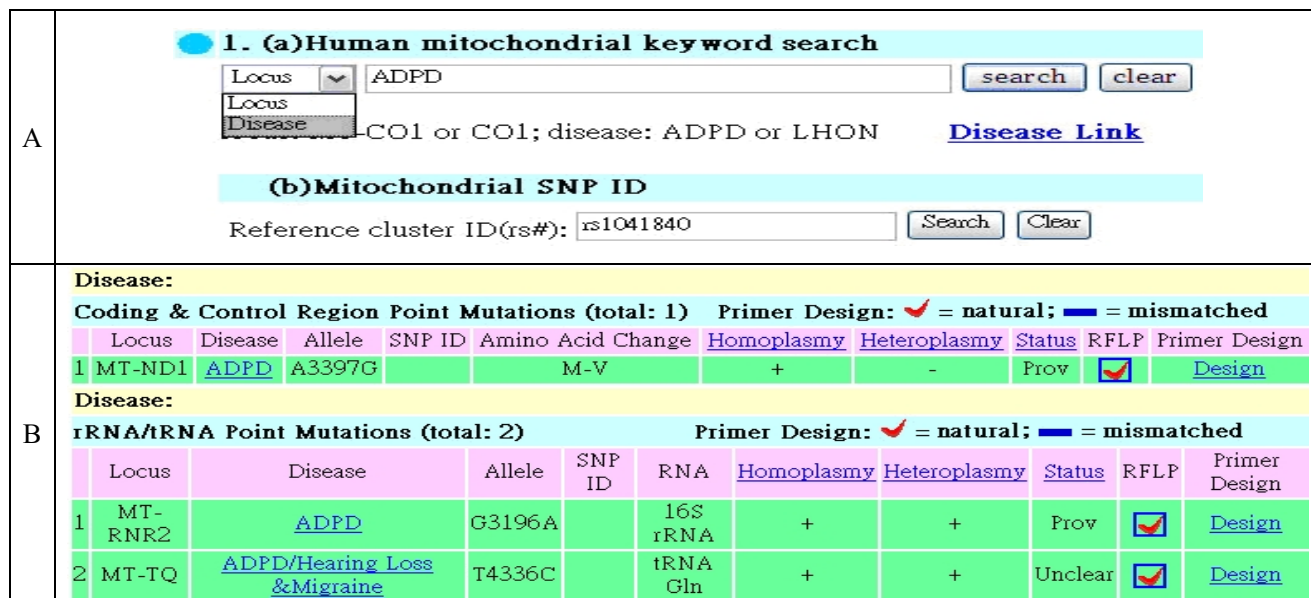 A
1. (a)Human mitochondrial keyword search
Locus ADPD search clear
Locus
Disease -CO1 or CO1; disease: ADPD or LHON Disease Link
(b)Mitochondrial SNP ID
Reference cluster ID(rs#): rs1041840 Search Clear
B
Disease:
Coding & Control Region Point Mutations (total: 1) Primer Design: = natural; = mismatched
Locus Disease Allele SNP ID Amino Acid Change Homoplasmy Heteroplasmy Status RFLP Primer Design
1 MT-ND1 ADPD A3397G M-V + - Prov Design
Disease:
rRNA/tRNA Point Mutations (total: 2) Primer Design: = natural; = mismatched
Locus Disease Allele SNP ID RNA Homoplasmy Heteroplasmy Status RFLP Primer Design
1 MT-RNR2 ADPD G3196A 16S rRNA + + Prov Design
2 MT-TQ ADPD/Hearing Loss &Migraine T4336C tRNA Gln + + Unclear Design